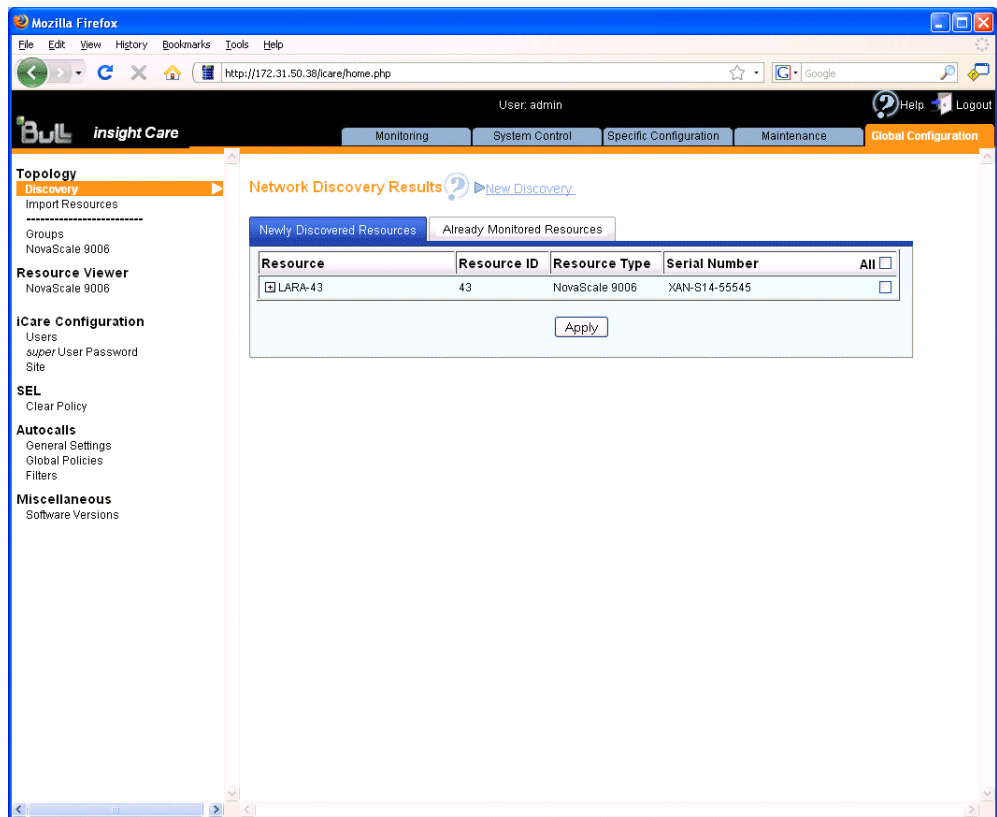 Mozilla Firefox
File Edit View History Bookmarks Tools Help
http://172.31.50.38/icare/home.php
G Google
User: admin
Help Logout
Bull insight Care
Monitoring System Control Specific Configuration Maintenance Global Configuration
Topology
Discovery
Import Resources
-------------------------
Groups
NovaScale 9006
Resource Viewer
NovaScale 9006
iCare Configuration
Users
super User Password
Site
SEL
Clear Policy
Autocalls
General Settings
Global Policies
Filters
Miscellaneous
Software Versions
Network Discovery Results ? New Discovery
Newly Discovered Resources Already Monitored Resources
Resource Resource ID Resource Type Serial Number All
LARA-43 43 NovaScale 9006 XAN-S14-55545
Apply